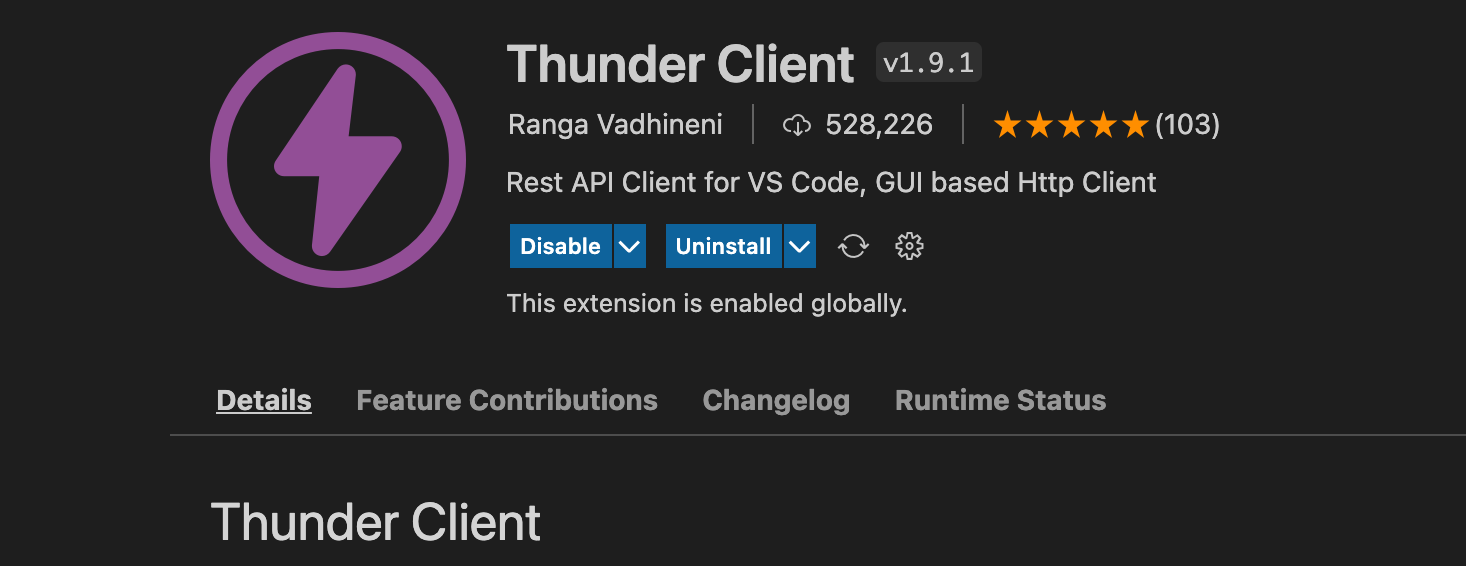 Thunder Client v1.9.1
Ranga Vadhineni 528,226 (103)
Rest API Client for VS Code, GUI based Http Client
Disable Uninstall
This extension is enabled globally.
Details Feature Contributions Changelog Runtime Status
Thunder Client